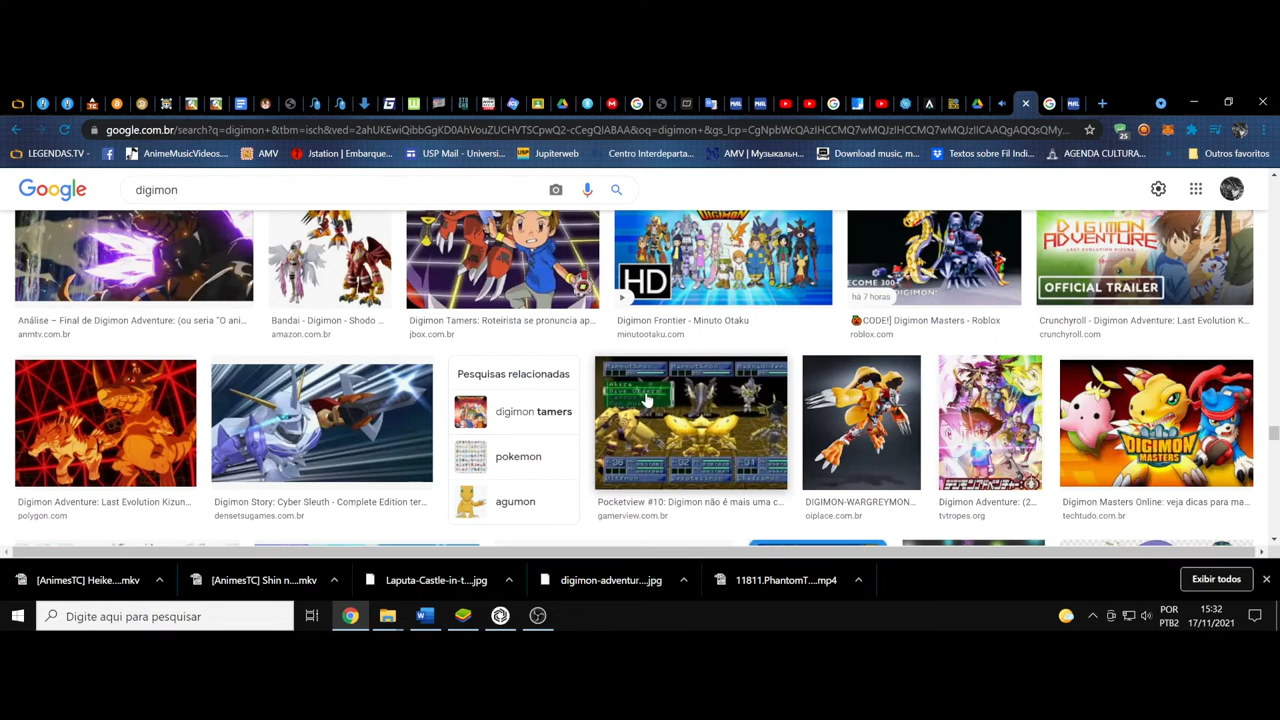 google.com.br/search?q=digimon+&tbm=isch&ved=2ahUKEwiQibbGgKD0AhVouZUCHVTSCpwQ2-cCegQIABAA&oq=digimon+&gs_lcp=CgNpbWcQAzIHCCMQ7wMQJzIHCCMQ7wMQJzIICAAQgAQQsQMy...
LEGENDAS.TV - AnimeMusicVideos.... AMV Jstation | Embarque... USP Mail - Universi... Jupiterweb Centro Interdeparta... AMV | Музыкальн... Download music, m... Textos sobre Fil Indi... AGENDA CULTURA... » Outros favoritos
25
Google digimon
DIGIMON
HD
há 7 horas
DIGIMON ADVENTURE
OFFICIAL TRAILER
Análise – Final de Digimon Adventure: (ou seria “O ani... Bandai - Digimon - Shodo ... Digimon Tamers: Roteirista se pronuncia ap... Digimon Frontier - Minuto Otaku 🎃CODE!] Digimon Masters - Roblox Crunchyroll - Digimon Adventure: Last Evolution K...
anmtv.com.br amazon.com.br jbox.com.br minutootaku.com roblox.com crunchyroll.com
Pesquisas relacionadas
digimon tamers
pokemon
agumon
DIGIMON MASTERS
Digimon Adventure: Last Evolution Kizun... Digimon Story: Cyber Sleuth - Complete Edition ter... Pocketview #10: Digimon não é mais uma c... DIGIMON-WARGREYMON... Digimon Adventure: (2... Digimon Masters Online: veja dicas para ma...
polygon.com densetsugames.com.br gamerview.com.br oiplace.com.br tvtropes.org techtudo.com.br
[AnimesTC] Heike....mkv [AnimesTC] Shin n....mkv Laputa-Castle-in-t....jpg digimon-adventur....jpg 11811.PhantomT....mp4 Exibir todos
Digite aqui para pesquisar
POR 15:32
PTB2 17/11/2021